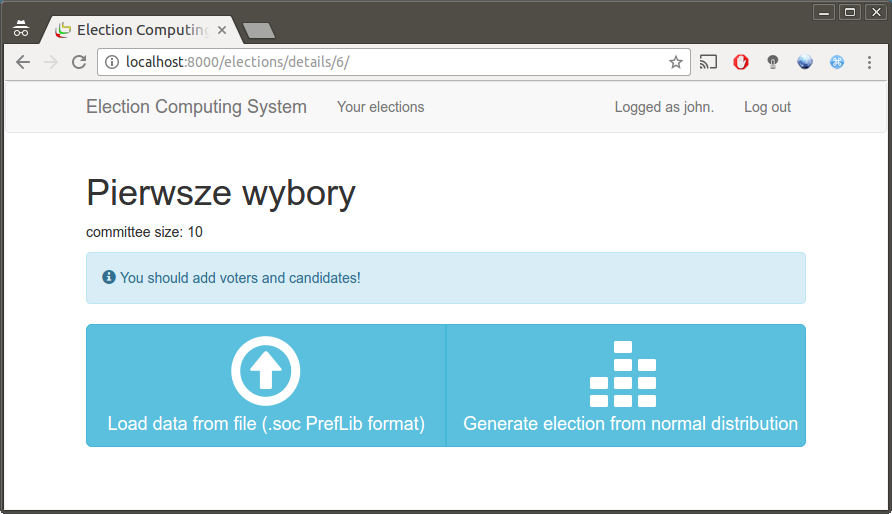 Election Computing
localhost:8000/elections/details/6/
Election Computing System Your elections Logged as john. Log out
Pierwsze wybory
committee size: 10
You should add voters and candidates!
Load data from file (.soc PrefLib format) Generate election from normal distribution